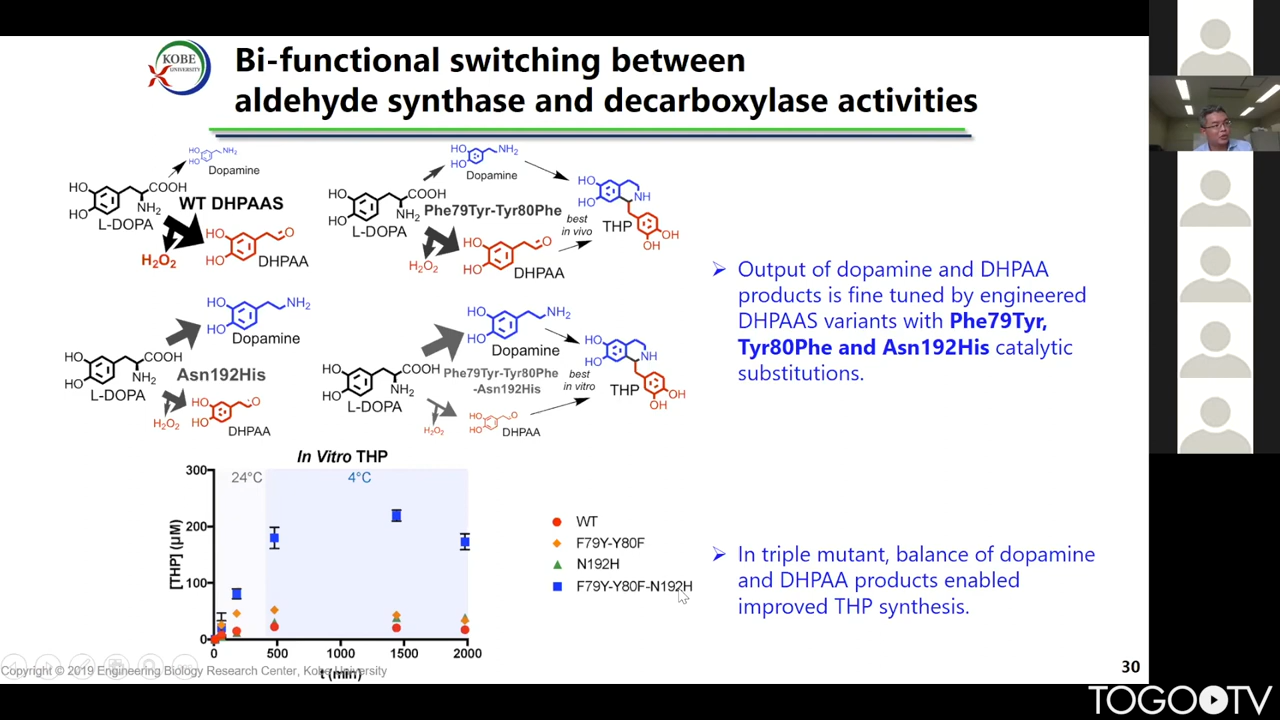 KOBE
UNIVERSITY
Bi-functional switching between
aldehyde synthase and decarboxylase activities
HO
HO
NH2
Dopamine
HO
HO
COOH
NH2
L-DOPA
WT DHPAAS
H2O2
HO
HO
O
DHPAA
HO
HO
NH2
Dopamine
HO
HO
COOH
NH2
L-DOPA
Phe79Tyr-Tyr80Phe
H2O2
HO
HO
O
DHPAA
best
in vivo
HO
HO
NH
THP
OH
OH
HO
HO
NH2
Dopamine
HO
HO
COOH
NH2
L-DOPA
Asn192His
H2O2
HO
HO
O
DHPAA
HO
HO
NH2
Dopamine
HO
HO
COOH
NH2
L-DOPA
Phe79Tyr-Tyr80Phe
-Asn192His
H2O2
HO
HO
O
DHPAA
best
in vitro
HO
HO
NH
THP
OH
OH
➢ Output of dopamine and DHPAA
products is fine tuned by engineered
DHPAAS variants with Phe79Tyr,
Tyr80Phe and Asn192His catalytic
substitutions.
In Vitro THP
24°C
4°C
[THP] (μM)
300
200
100
0
0
500
1000
1500
2000
t (min)
WT
F79Y-Y80F
N192H
F79Y-Y80F-N192H
➢ In triple mutant, balance of dopamine
and DHPAA products enabled
improved THP synthesis.
Copyright © 2019 Engineering Biology Research Center, Kobe University
30
TOGOTV